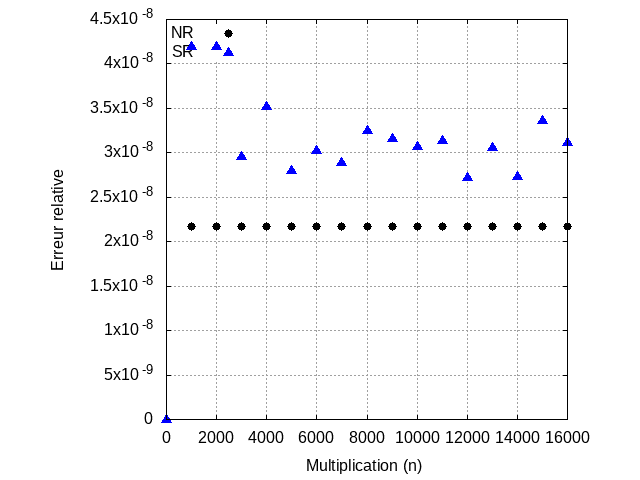 4.5x10 -8
4x10 -8
3.5x10 -8
3x10 -8
2.5x10 -8
2x10 -8
1.5x10 -8
1x10 -8
5x10 -9
0
NR
SR
Erreur relative
0 2000 4000 6000 8000 10000 12000 14000 16000
Multiplication (n)